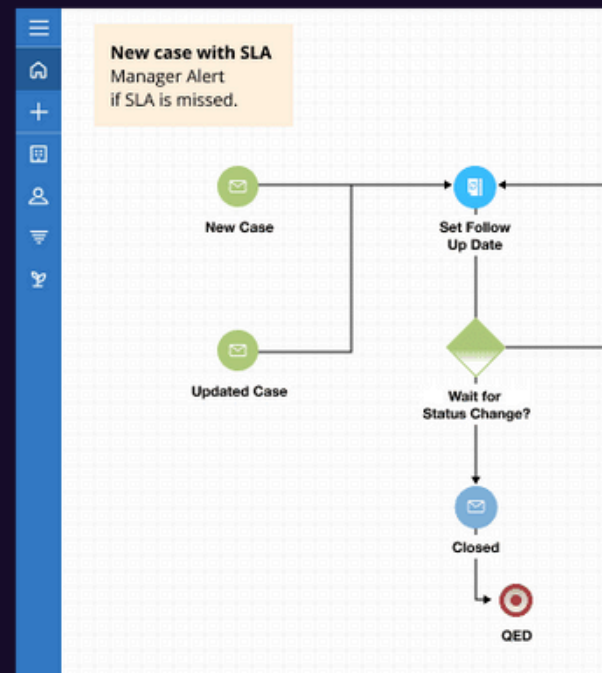 New case with SLA
Manager Alert
if SLA is missed.
New Case
Set Follow
Up Date
Updated Case
Wait for
Status Change?
Closed
QED